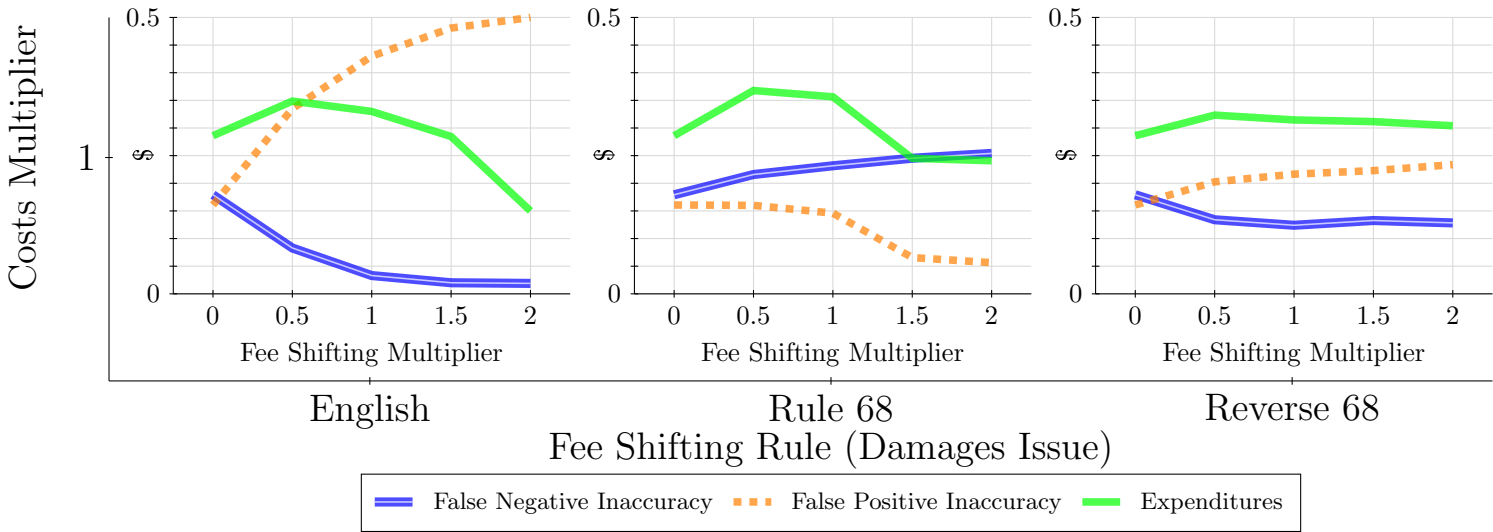 Costs Multiplier
1
0.5
$
0
0 0.5 1 1.5 2
Fee Shifting Multiplier
0.5
$
0
0 0.5 1 1.5 2
Fee Shifting Multiplier
0.5
$
0
0 0.5 1 1.5 2
Fee Shifting Multiplier
English Rule 68 Reverse 68
Fee Shifting Rule (Damages Issue)
False Negative Inaccuracy False Positive Inaccuracy Expenditures